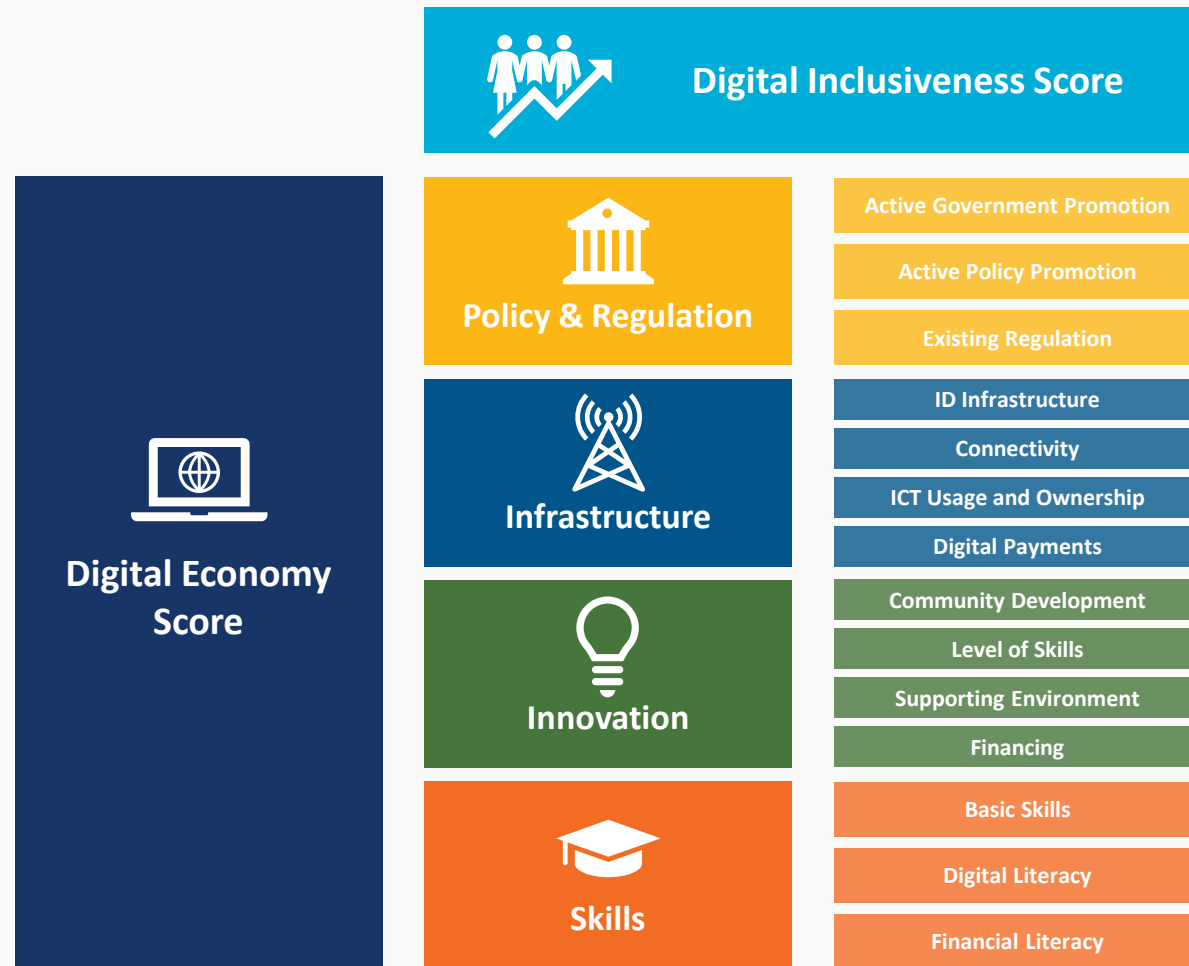 Digital Inclusiveness Score
Digital Economy
Score
Policy & Regulation
Active Government Promotion
Active Policy Promotion
Existing Regulation
Infrastructure
ID Infrastructure
Connectivity
ICT Usage and Ownership
Digital Payments
Innovation
Community Development
Level of Skills
Supporting Environment
Financing
Skills
Basic Skills
Digital Literacy
Financial Literacy